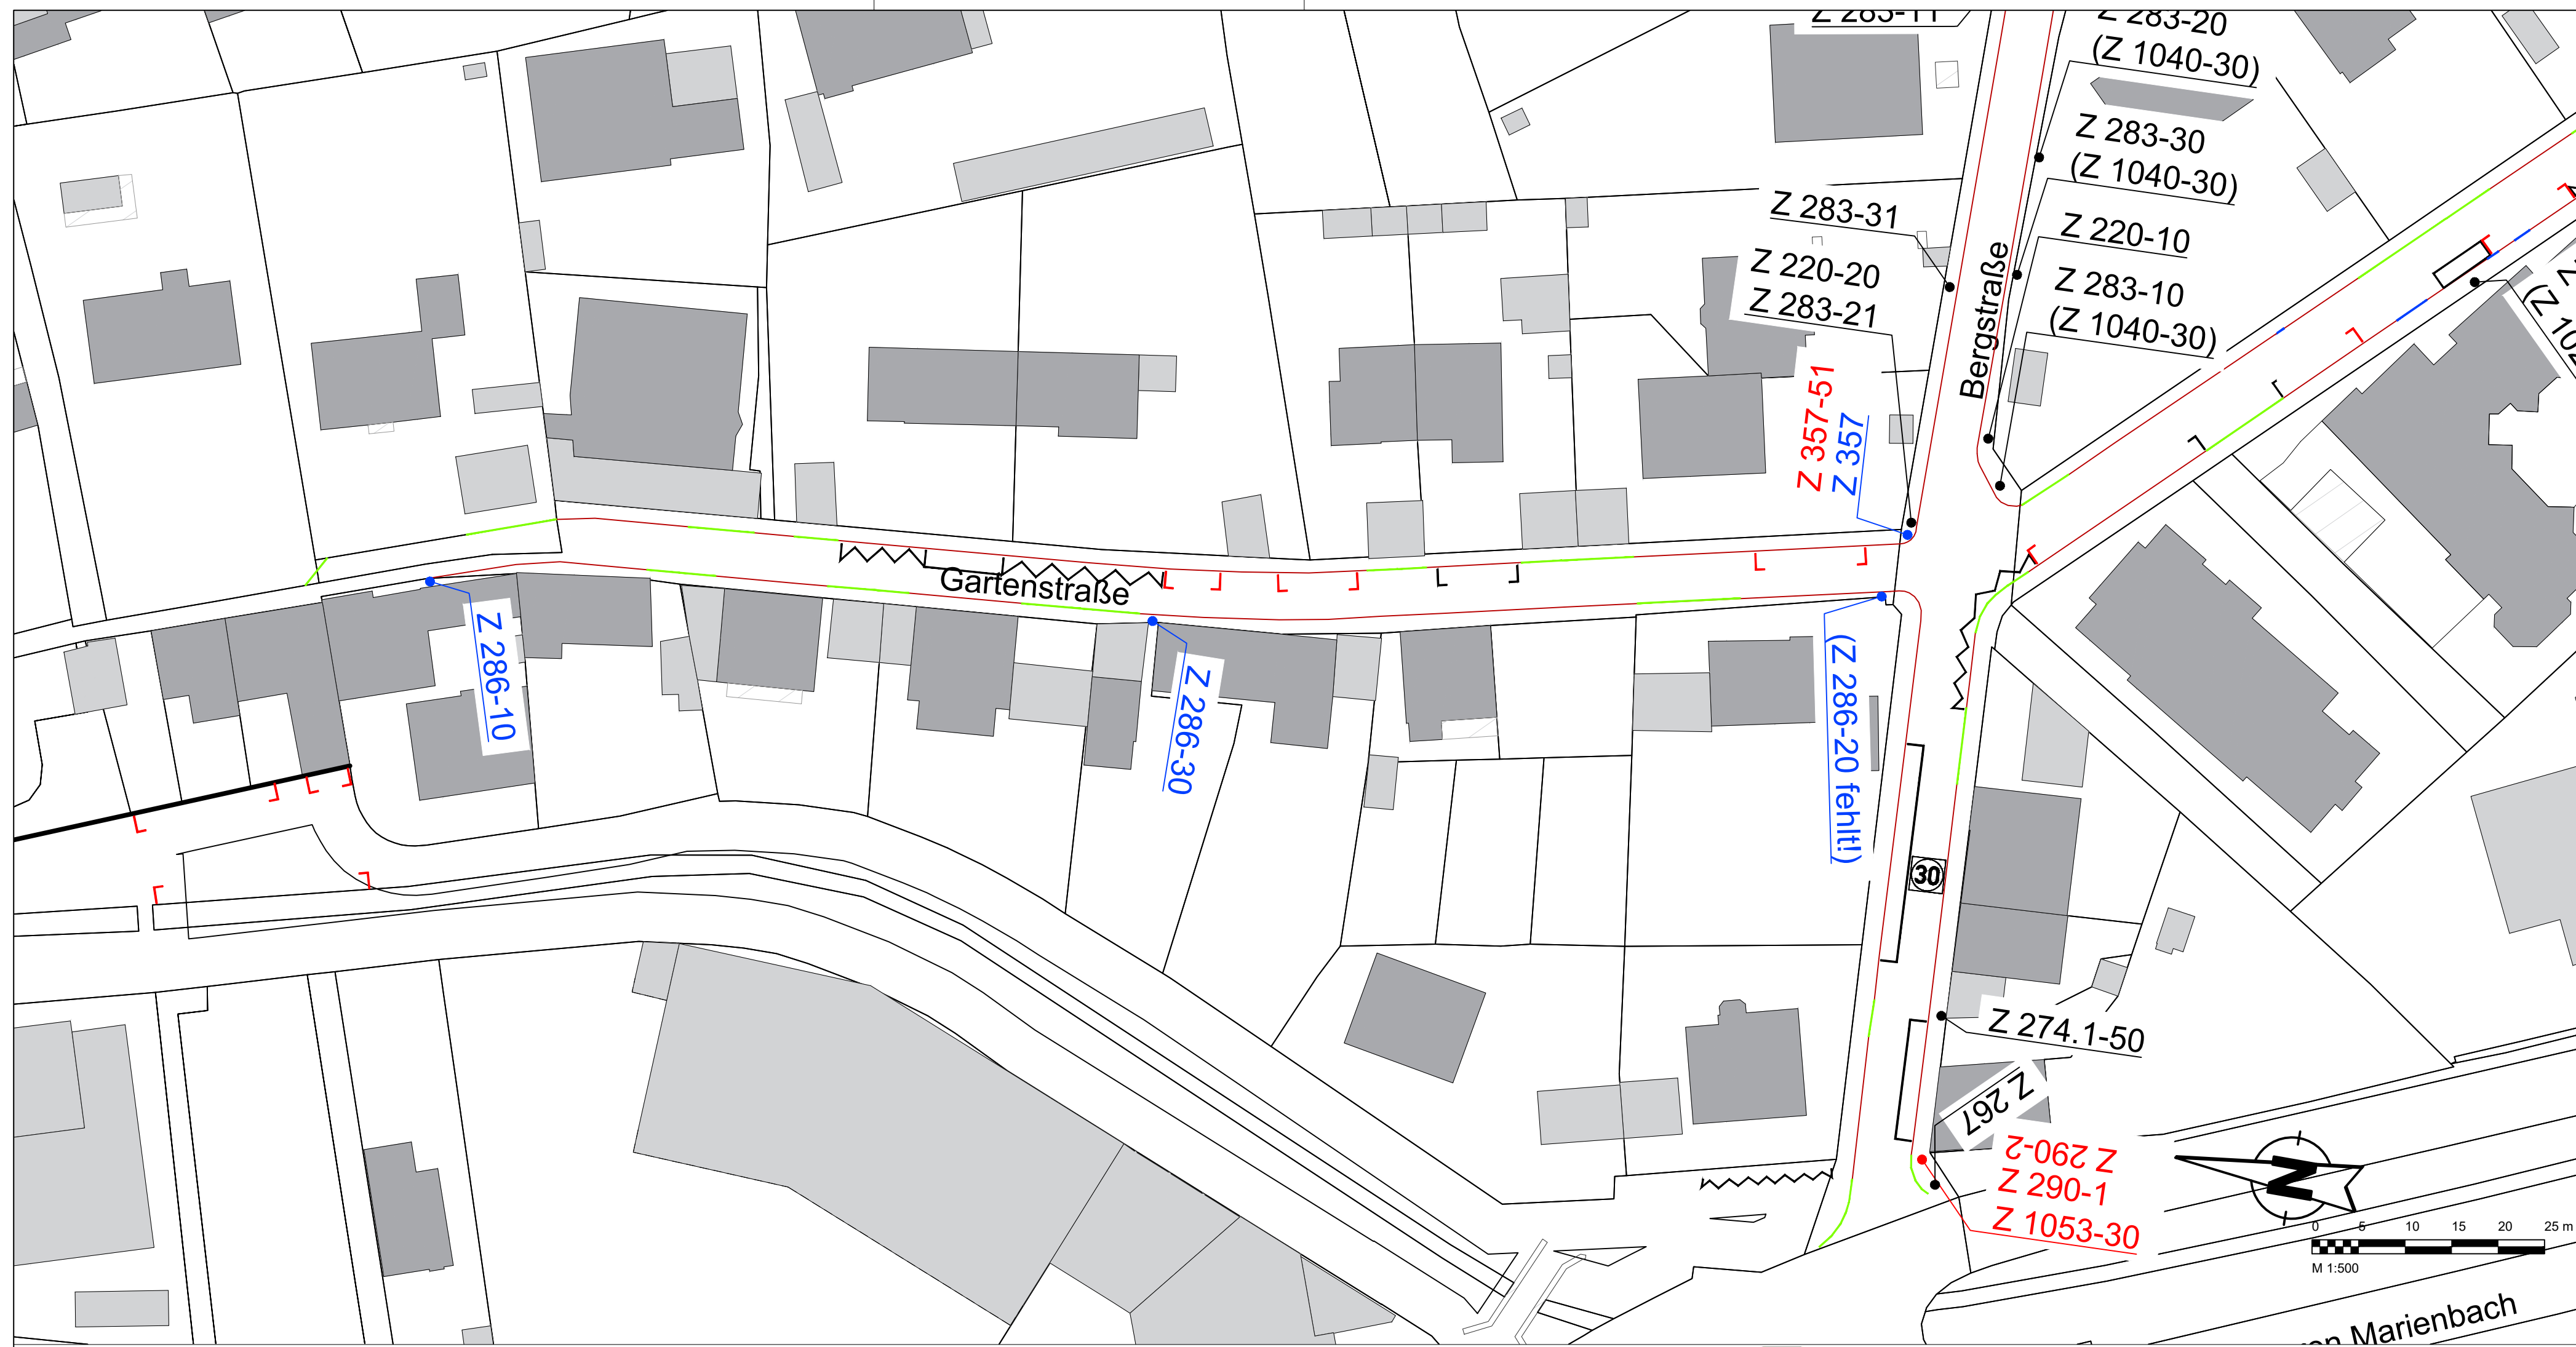 Z 283-11
Z 283-20
(Z 1040-30)
Z 283-30
(Z 1040-30)
Z 283-31
Z 220-10
Z 220-20
Z 283-21
Z 283-10
(Z 1040-30)
Bergstraße
Z 357-51
Z 357
Gartenstraße
Z 286-10
Z 286-30
(Z 286-20 fehlt!)
30
Z 274.1-50
Z 267
Z 290-2
Z 290-1
Z 1053-30
N
0 5 10 15 20 25 m
M 1:500
Marienbach